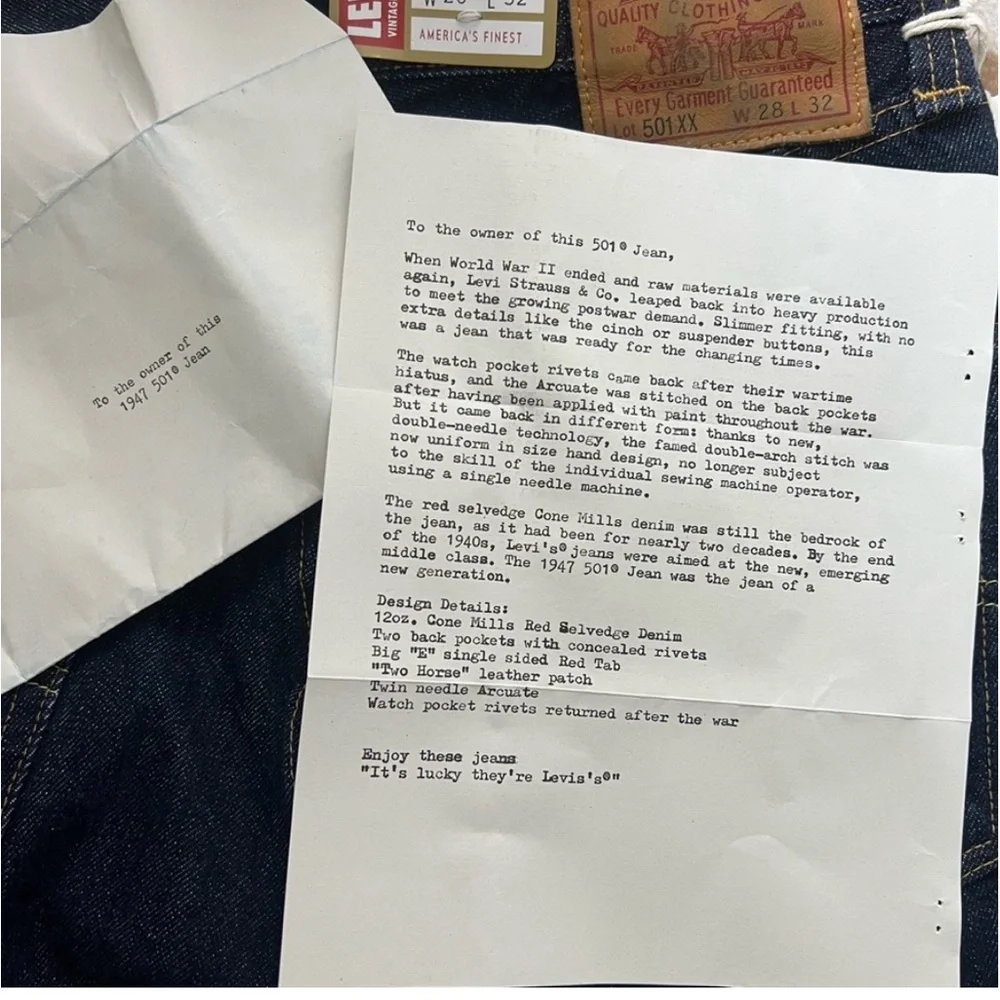 LE
VINTAG
W 28 L 32
AMERICA'S FINEST
QUALITY CLOTHING
TRADE MARK
PATENTED MAY 20 1873
Every Garment Guaranteed
Lot 501XX W 28 L 32
To the owner of this
1947 501® Jean
To the owner of this 501® Jean,
When World War II ended and raw materials were available
again, Levi Strauss & Co. leaped back into heavy production
to meet the growing postwar demand. Slimmer fitting, with no
extra details like the cinch or suspender buttons, this
was a jean that was ready for the changing times.
The watch pocket rivets came back after their wartime
hiatus, and the Arcuate was stitched on the back pockets
after having been applied with paint throughout the war.
But it came back in different form: thanks to new,
double-needle technology, the famed double-arch stitch was
now uniform in size hand design, no longer subject
to the skill of the individual sewing machine operator,
using a single needle machine.
The red selvedge Cone Mills denim was still the bedrock of
the jean, as it had been for nearly two decades. By the end
of the 1940s, Levi's® jeans were aimed at the new, emerging
middle class. The 1947 501® Jean was the jean of a
new generation.
Design Details:
12oz. Cone Mills Red Selvedge Denim
Two back pockets with concealed rivets
Big "E" single sided Red Tab
"Two Horse" leather patch
Twin needle Arcuate
Watch pocket rivets returned after the war
Enjoy these jeans
"It's lucky they're Levis's®"